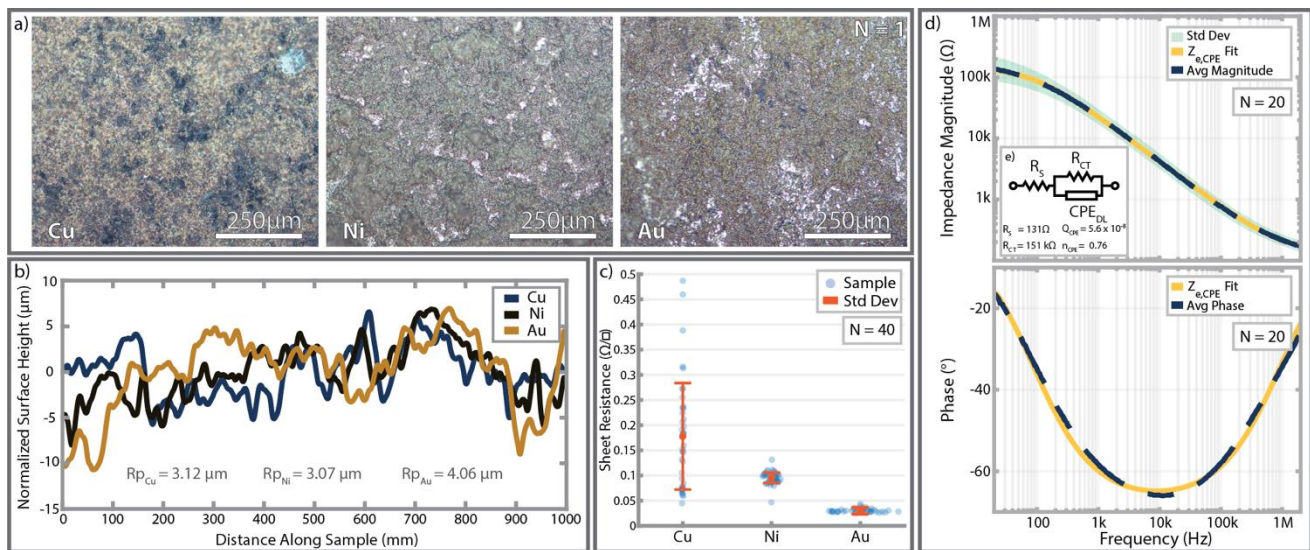 a)
N = 1
Cu
250µm
Ni
250µm
Au
250µm
b)
Normalized Surface Height (µm)
10
5
0
-5
-10
-15
Cu
Ni
Au
Rp_Cu = 3.12 µm
Rp_Ni = 3.07 µm
Rp_Au = 4.06 µm
0 100 200 300 400 500 600 700 800 900 1000
Distance Along Sample (mm)
c)
Sheet Resistance (Ω/□)
0.5
0.45
0.4
0.35
0.3
0.25
0.2
0.15
0.1
0.05
0
Sample
Std Dev
N = 40
Cu Ni Au
d)
Impedance Magnitude (Ω)
1M
100k
10k
1k
Std Dev
Z_e,CPE Fit
Avg Magnitude
N = 20
e)
R_S
R_CT
CPE_DL
R_S = 131Ω Q_CPE = 5.6 x 10^-8
R_CT = 151 kΩ n_CPE = 0.76
Phase (°)
-20
-40
-60
Z_e,CPE Fit
Avg Phase
N = 20
100 1k 10k 100k 1M
Frequency (Hz)